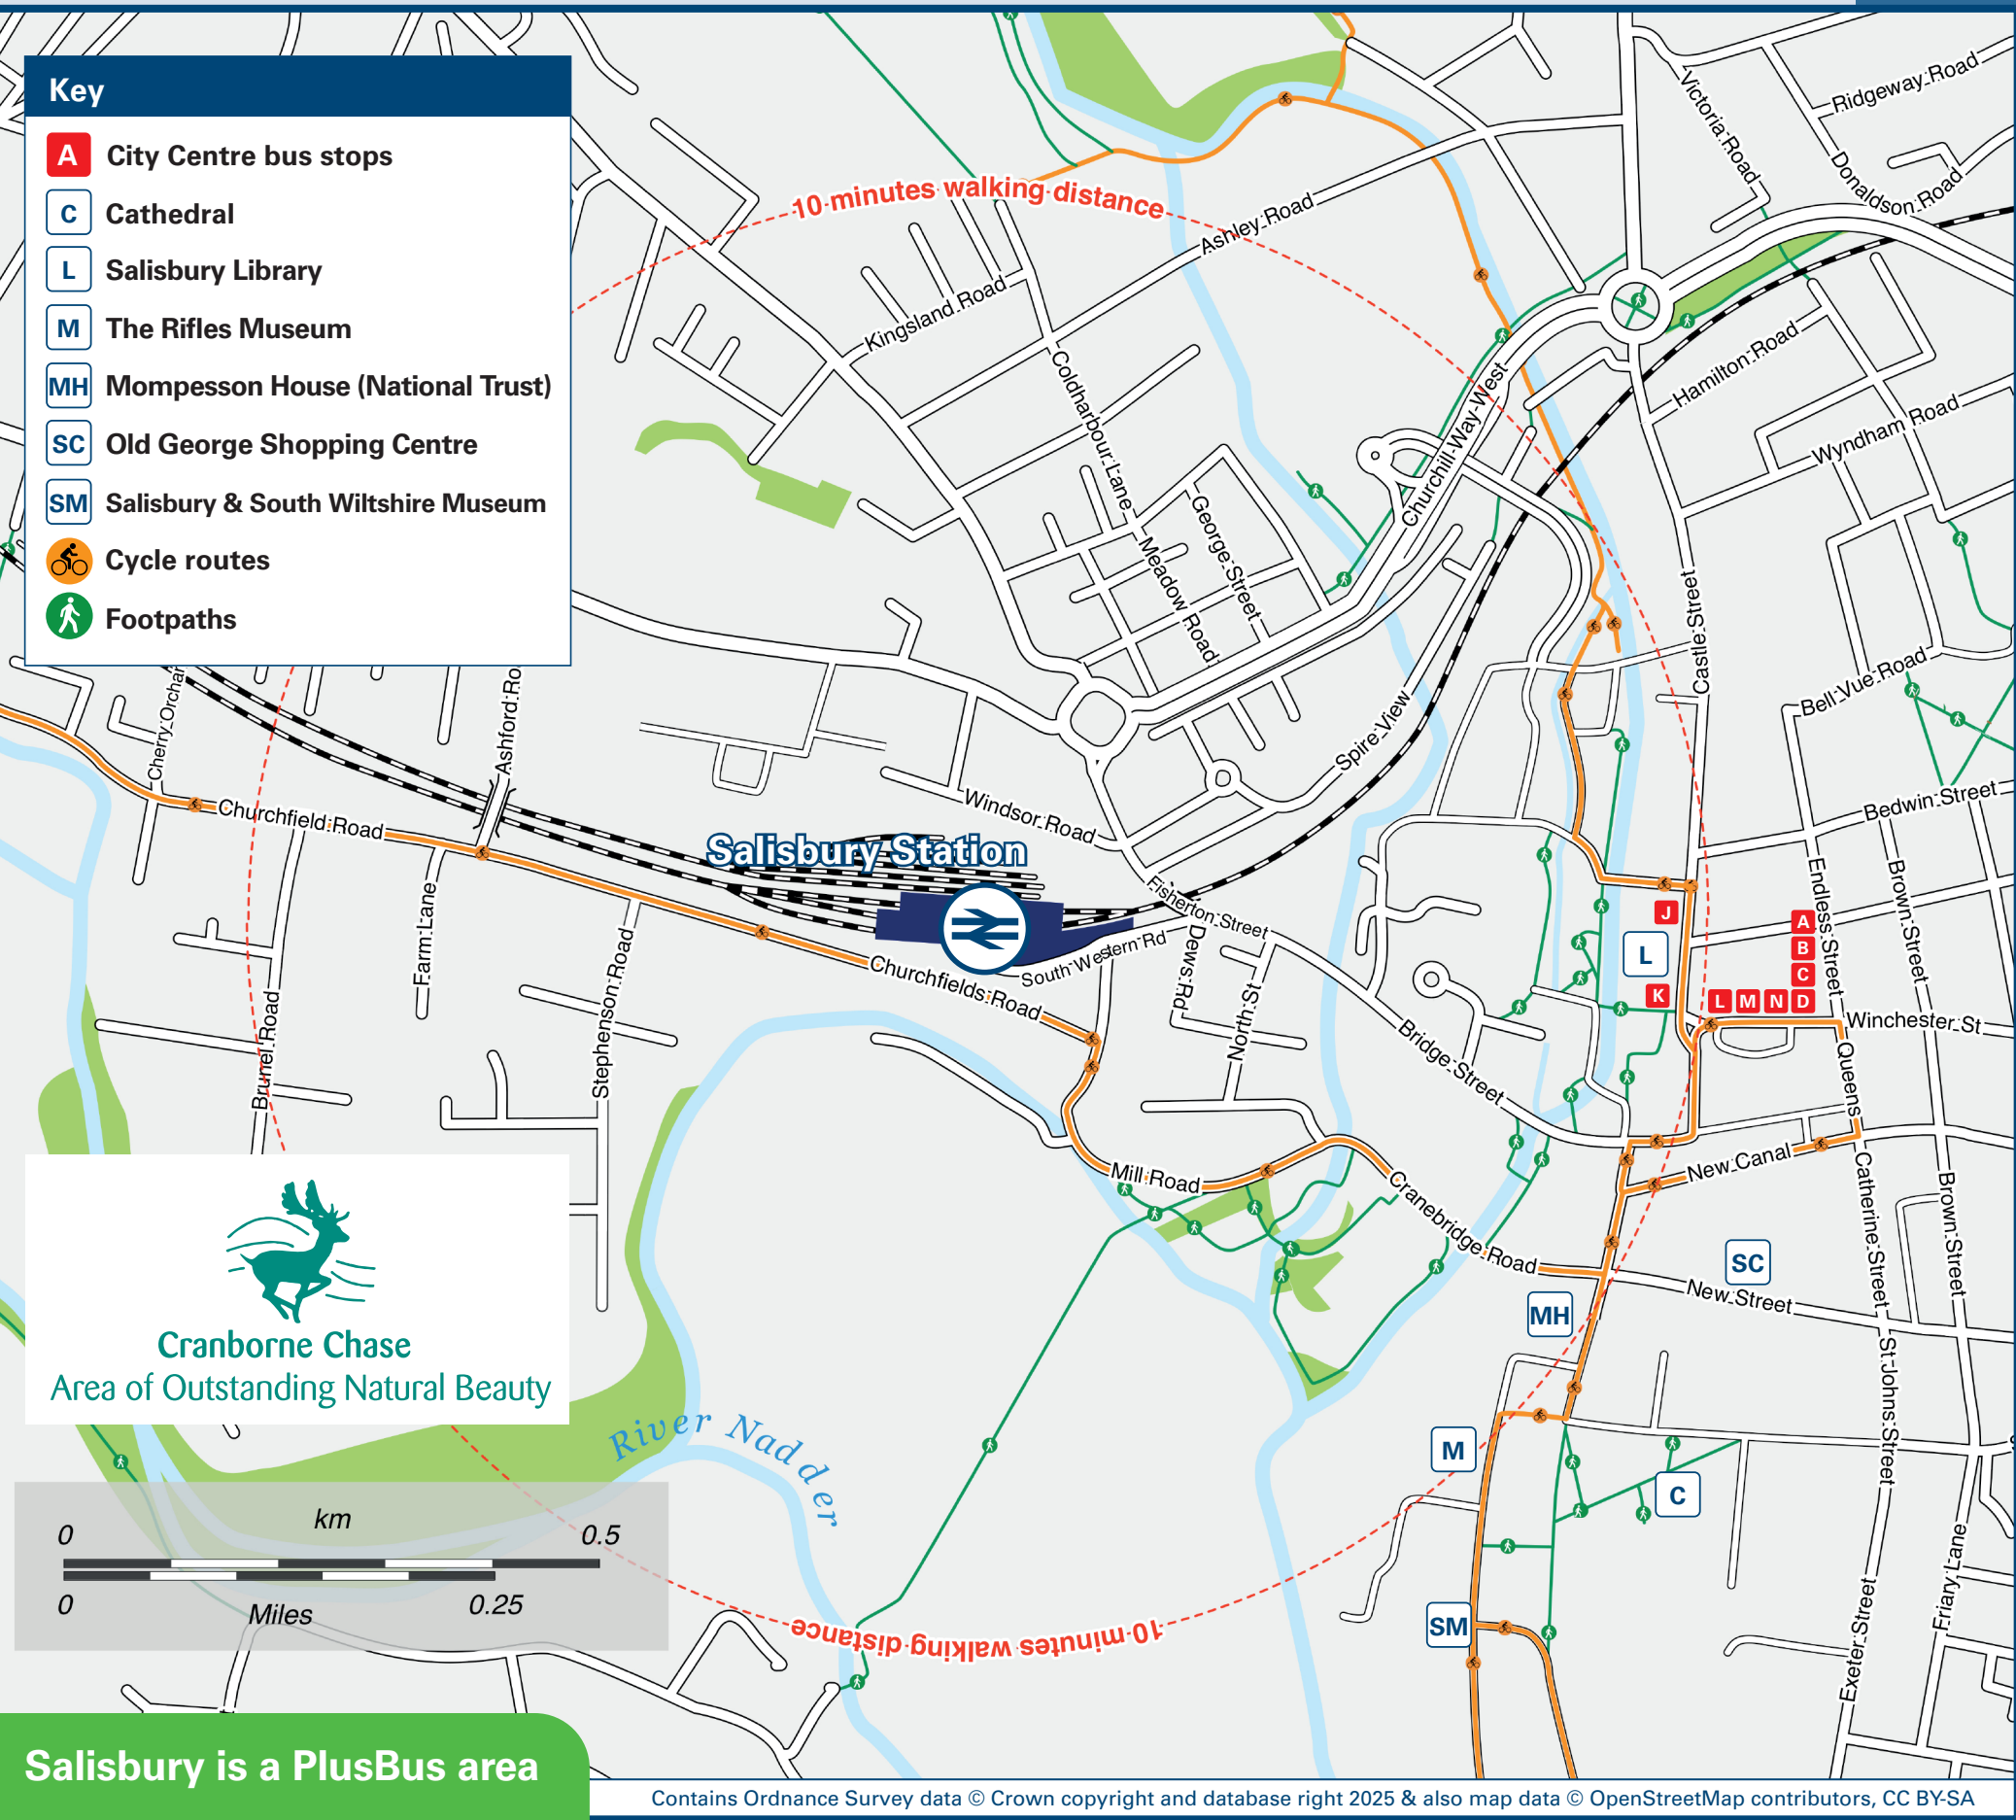 Key
A City Centre bus stops
C Cathedral
L Salisbury Library
M The Rifles Museum
MH Mompesson House (National Trust)
SC Old George Shopping Centre
SM Salisbury & South Wiltshire Museum
Cycle routes
Footpaths
10 minutes walking distance
Ashley Road
Kingsland Road
Coldharbour Lane
Victoria Road
Ridgeway Road
Donaldson Road
Hamilton Road
Wyndham Road
Churchill Way West
George Street
Meadow Road
Castle Street
Spire View
Bell Vue Road
Bedwin Street
Endless Street
Brown Street
Cherry Orchar
Ashford Ro
Churchfield Road
Windsor Road
Salisbury Station
Fisherton Street
South Western Rd
Churchfields Road
Dews Rd
North St
Farm Lane
Stephenson Road
Brunel Road
Bridge Street
J
L
K
A
B
C
L M N D
Winchester St
Queens
Mill Road
Cranebridge Road
New Canal
Catherine Street
Brown Street
SC
New Street
MH
St Johns Street
M
C
SM
Exeter Street
Friary Lane
Cranborne Chase
Area of Outstanding Natural Beauty
River Nadder
km
0 0.5
0 0.25
Miles
10 minutes walking distance
Salisbury is a PlusBus area
Contains Ordnance Survey data © Crown copyright and database right 2025 & also map data © OpenStreetMap contributors, CC BY-SA